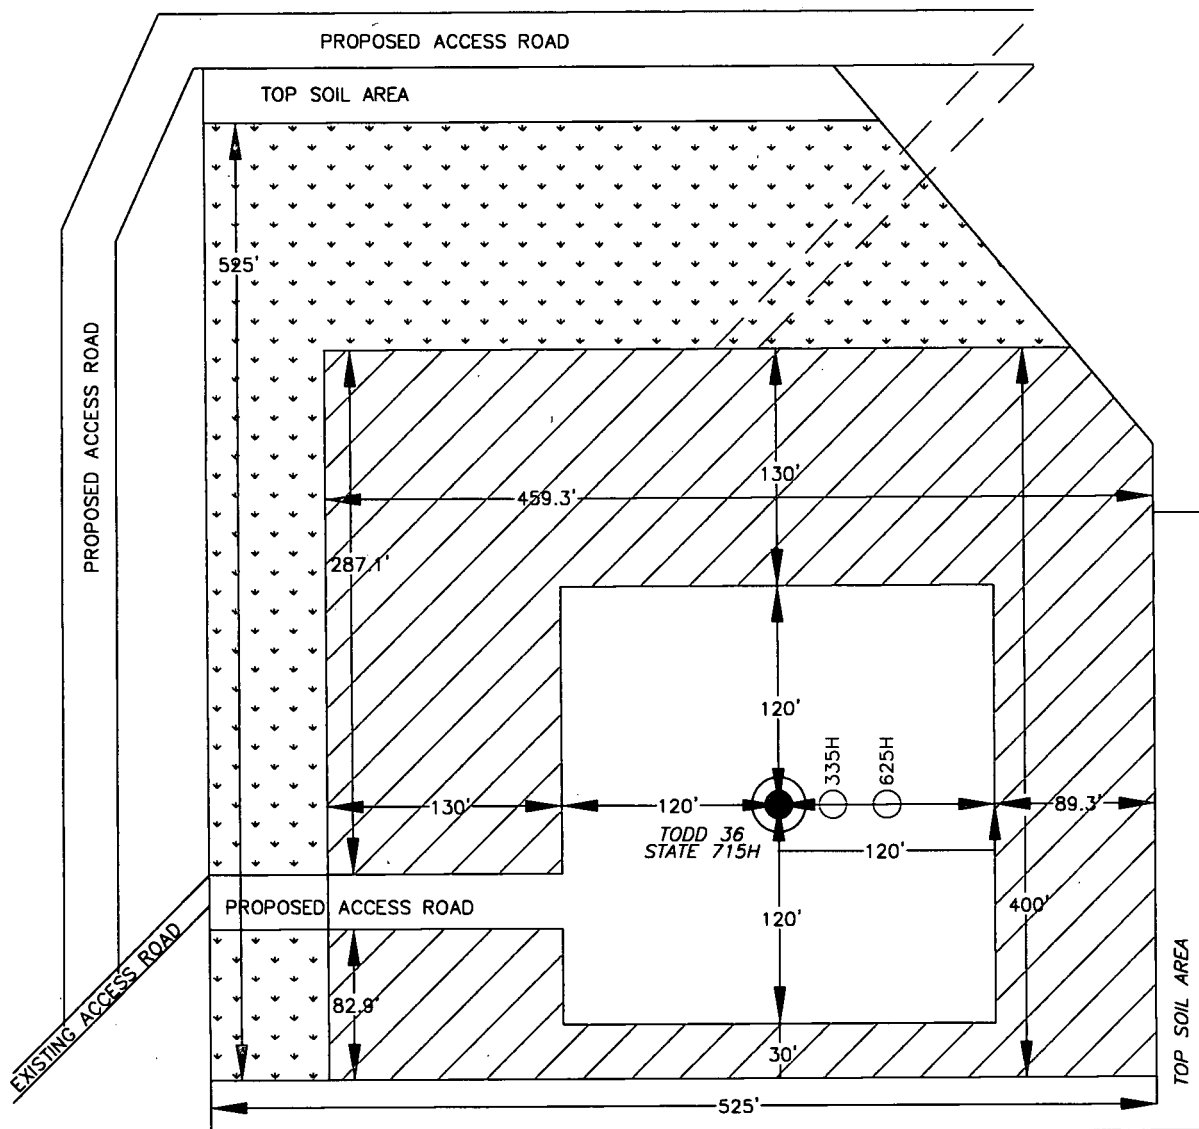 PROPOSED ACCESS ROAD
TOP SOIL AREA
525'
PROPOSED ACCESS ROAD
130'
459.3'
287.1'
120'
335H
625H
130'
120'
89.3'
TODD 36
STATE 715H
120'
PROPOSED ACCESS ROAD
120'
400'
EXISTING ACCESS ROAD
82.9'
30'
TOP SOIL AREA
525'